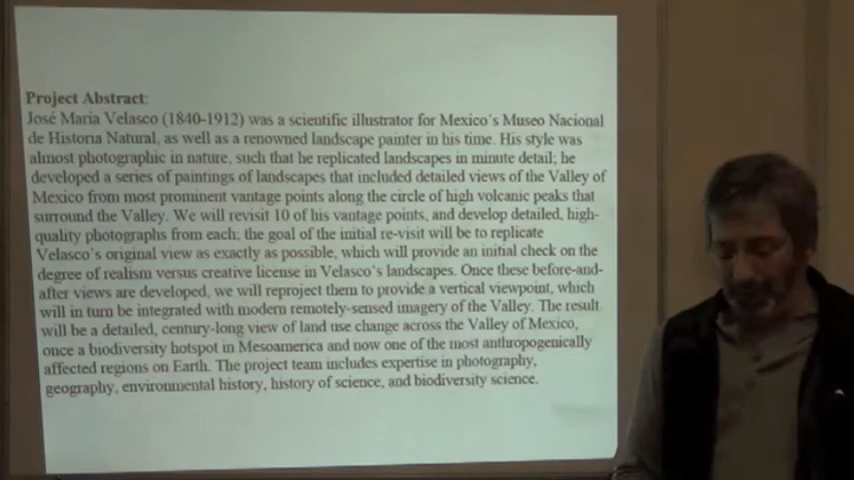 Project Abstract:
José María Velasco (1840-1912) was a scientific illustrator for Mexico's Museo Nacional
de Historia Natural, as well as a renowned landscape painter in his time. His style was
almost photographic in nature, such that he replicated landscapes in minute detail; he
developed a series of paintings of landscapes that included detailed views of the Valley of
Mexico from most prominent vantage points along the circle of high volcanic peaks that
surround the Valley. We will revisit 10 of his vantage points, and develop detailed, high-
quality photographs from each; the goal of the initial re-visit will be to replicate
Velasco's original view as exactly as possible, which will provide an initial check on the
degree of realism versus creative license in Velasco's landscapes. Once these before-and-
after views are developed, we will reproject them to provide a vertical viewpoint, which
will in turn be integrated with modern remotely-sensed imagery of the Valley. The result
will be a detailed, century-long view of land use change across the Valley of Mexico,
once a biodiversity hotspot in Mesoamerica and now one of the most anthropogenically
affected regions on Earth. The project team includes expertise in photography,
geography, environmental history, history of science, and biodiversity science.